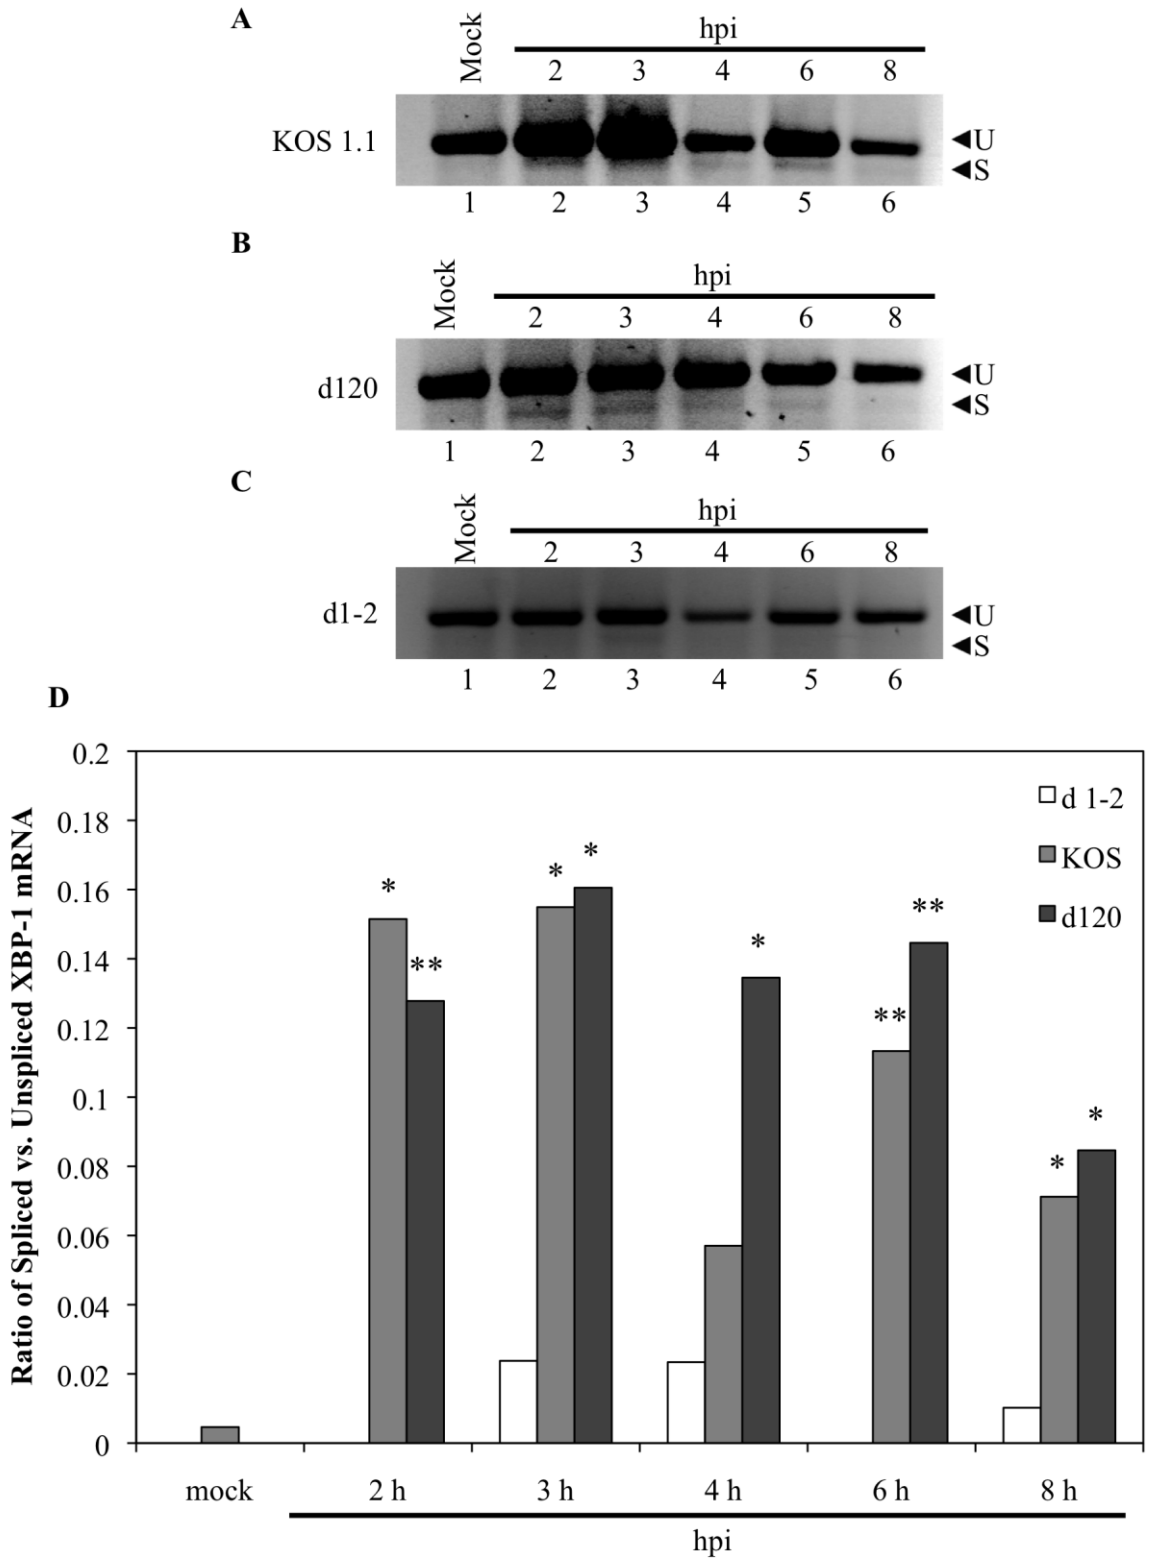 A
Mock
hpi
2 3 4 6 8
KOS 1.1
◄U
◄S
1 2 3 4 5 6
B
Mock
hpi
2 3 4 6 8
d120
◄U
◄S
1 2 3 4 5 6
C
Mock
hpi
2 3 4 6 8
d1-2
◄U
◄S
1 2 3 4 5 6
D
Ratio of Spliced vs. Unspliced XBP-1 mRNA
0.2
0.18
0.16
0.14
0.12
0.1
0.08
0.06
0.04
0.02
0
d 1-2
KOS
d120
*
**
*
*
*
**
**
*
*
mock 2 h 3 h 4 h 6 h 8 h
hpi